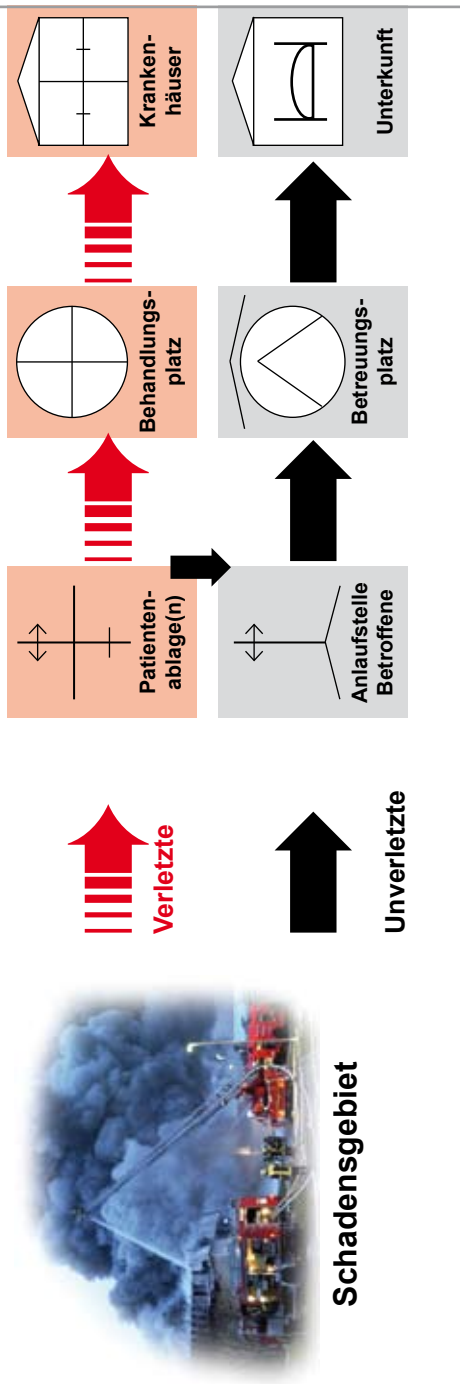 Schadensgebiet
Verletzte
Patienten-
ablage(n)
Behandlungs-
platz
Kranken-
häuser
Unverletzte
Anlaufstelle
Betroffene
Betreuungs-
platz
Unterkunft